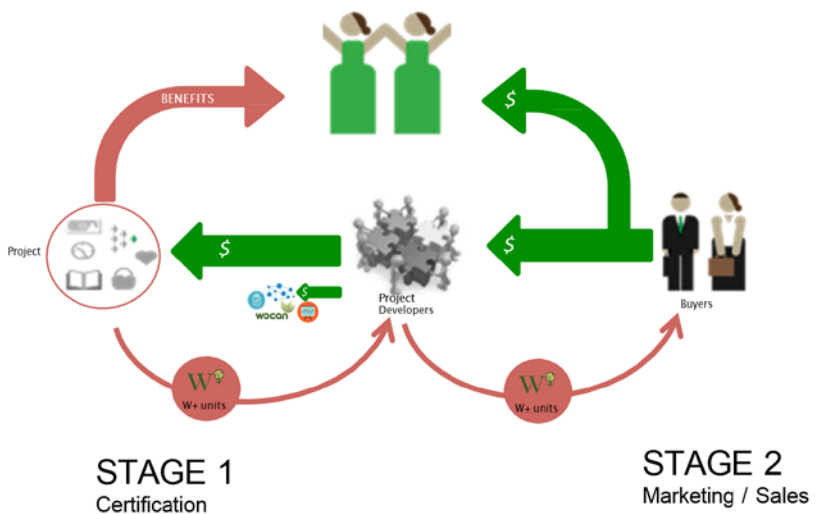 BENEFITS
$
$
$
Project
$
wocan
Project
Developers
Buyers
W
W+ units
W
W+ units
STAGE 1
Certification
STAGE 2
Marketing / Sales